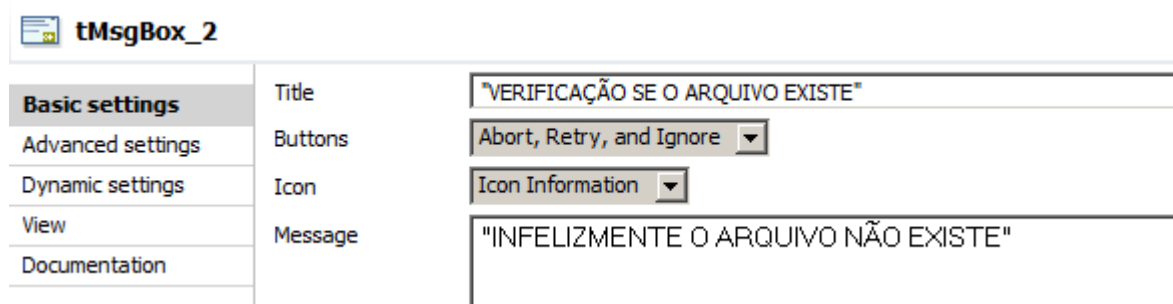 tMsgBox_2
Basic settings
Advanced settings
Dynamic settings
View
Documentation
Title "VERIFICAÇÃO SE O ARQUIVO EXISTE"
Buttons Abort, Retry, and Ignore
Icon Icon Information
Message "INFELIZMENTE O ARQUIVO NÃO EXISTE"